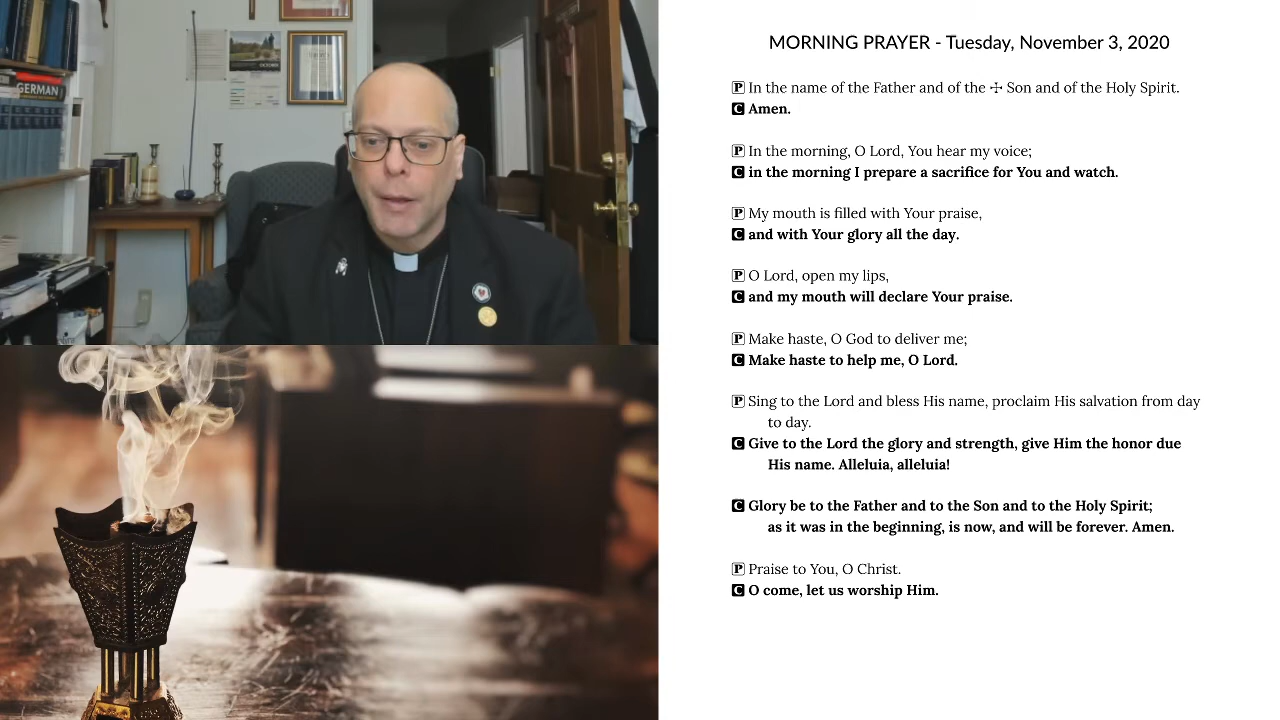 GERMAN
OCTOBER
MORNING PRAYER - Tuesday, November 3, 2020
P In the name of the Father and of the ☩ Son and of the Holy Spirit.
C Amen.
P In the morning, O Lord, You hear my voice;
C in the morning I prepare a sacrifice for You and watch.
P My mouth is filled with Your praise,
C and with Your glory all the day.
P O Lord, open my lips,
C and my mouth will declare Your praise.
P Make haste, O God to deliver me;
C Make haste to help me, O Lord.
P Sing to the Lord and bless His name, proclaim His salvation from day
to day.
C Give to the Lord the glory and strength, give Him the honor due
His name. Alleluia, alleluia!
C Glory be to the Father and to the Son and to the Holy Spirit;
as it was in the beginning, is now, and will be forever. Amen.
P Praise to You, O Christ.
C O come, let us worship Him.